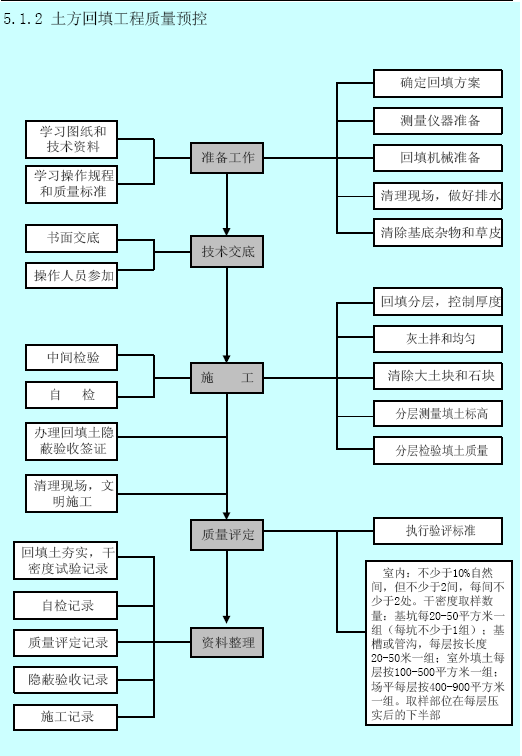 5.1.2 土方回填工程质量预控
确定回填方案
测量仪器准备
学习图纸和
技术资料
准备工作
回填机械准备
学习操作规程
和质量标准
清理现场，做好排水
清除基底杂物和草皮
书面交底
技术交底
操作人员参加
回填分层，控制厚度
灰土拌和均匀
中间检验
施 工
清除大土块和石块
自 检
分层测量填土标高
办理回填土隐
蔽验收签证
分层检验填土质量
清理现场，文
明施工
质量评定
执行验评标准
回填土夯实，干
密度试验记录
室内：不少于10%自然
间，但不少于2间，每间不
少于2处。干密度取样数
量：基坑每20-50平方米一
组（每坑不少于1组）；基
槽或管沟，每层按长度
20-50米一组；室外填土每
层按100-500平方米一组；
场平每层按400-900平方米
一组。取样部位在每层压
实后的下半部
自检记录
质量评定记录
资料整理
隐蔽验收记录
施工记录